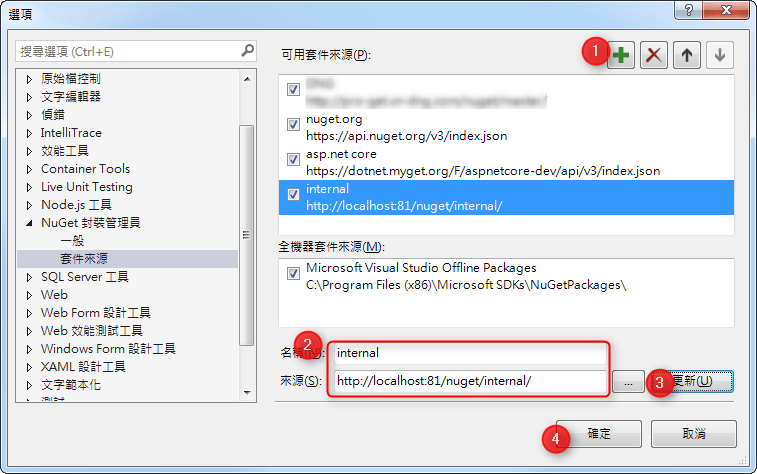 選項
搜尋選項 (Ctrl+E)
原始檔控制
文字編輯器
偵錯
IntelliTrace
效能工具
Container Tools
Live Unit Testing
Node.js 工具
NuGet 封裝管理員
一般
套件來源
SQL Server 工具
Web
Web Form 設計工具
Web 效能測試工具
Windows Form 設計工具
XAML 設計工具
文字範本化
可用套件來源(P):
1
nuget.org
https://api.nuget.org/v3/index.json
asp.net core
https://dotnet.myget.org/F/aspnetcore-dev/api/v3/index.json
internal
http://localhost:81/nuget/internal/
全機器套件來源(M):
Microsoft Visual Studio Offline Packages
C:\Program Files (x86)\Microsoft SDKs\NuGetPackages\
2
名稱(N):
internal
來源(S):
http://localhost:81/nuget/internal/
...
3
更新(U)
4
確定
取消